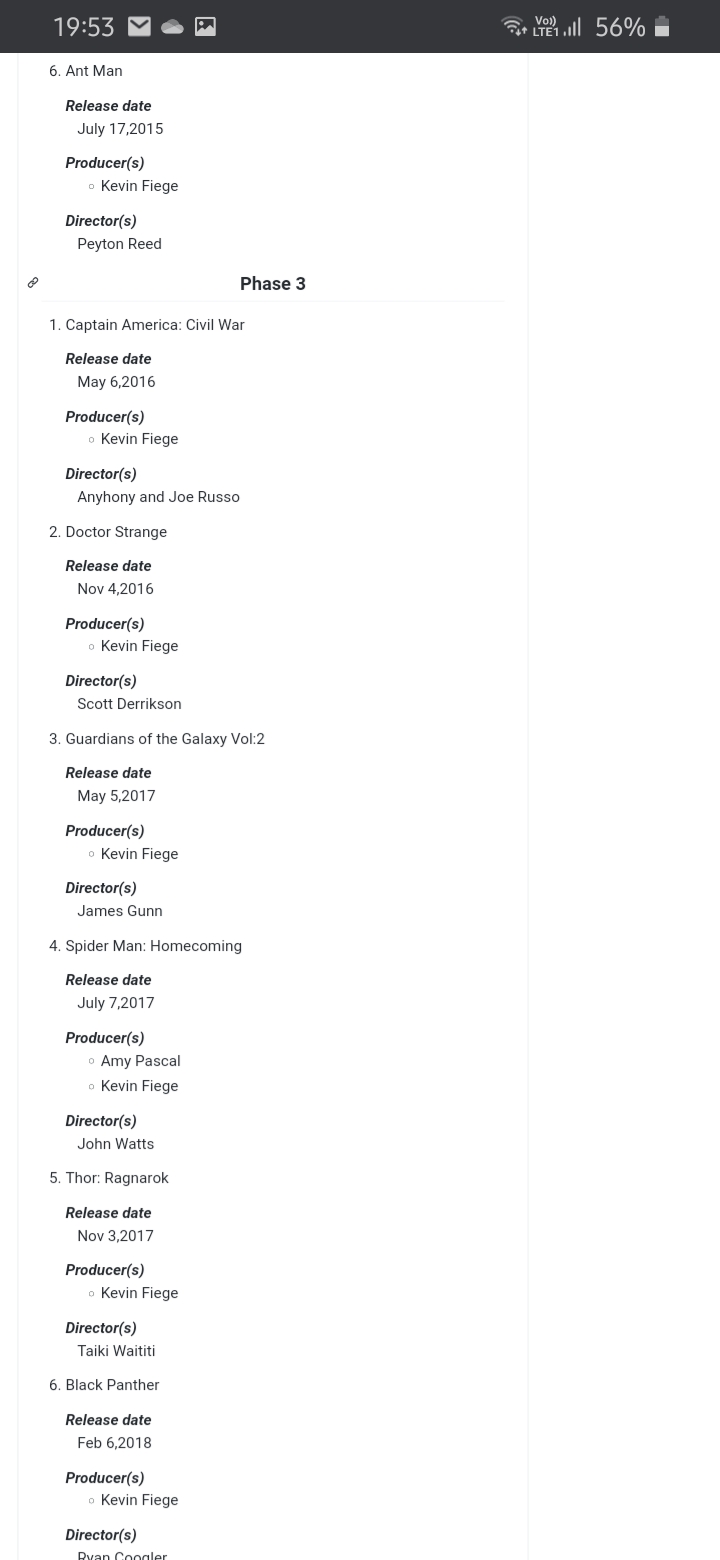 19:53 Vo)) LTE1 56%
6. Ant Man
Release date
July 17,2015
Producer(s)
○ Kevin Fiege
Director(s)
Peyton Reed
Phase 3
1. Captain America: Civil War
Release date
May 6,2016
Producer(s)
○ Kevin Fiege
Director(s)
Anyhony and Joe Russo
2. Doctor Strange
Release date
Nov 4,2016
Producer(s)
○ Kevin Fiege
Director(s)
Scott Derrikson
3. Guardians of the Galaxy Vol:2
Release date
May 5,2017
Producer(s)
○ Kevin Fiege
Director(s)
James Gunn
4. Spider Man: Homecoming
Release date
July 7,2017
Producer(s)
○ Amy Pascal
○ Kevin Fiege
Director(s)
John Watts
5. Thor: Ragnarok
Release date
Nov 3,2017
Producer(s)
○ Kevin Fiege
Director(s)
Taiki Waititi
6. Black Panther
Release date
Feb 6,2018
Producer(s)
○ Kevin Fiege
Director(s)
Ryan Coogler